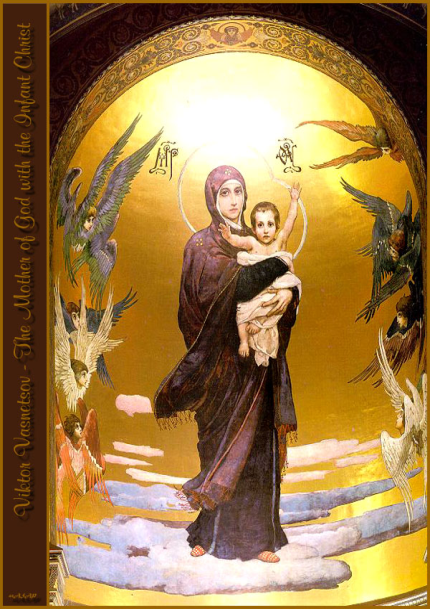 Viktor Vasnetsov - The Mother of God with the Infant Christ